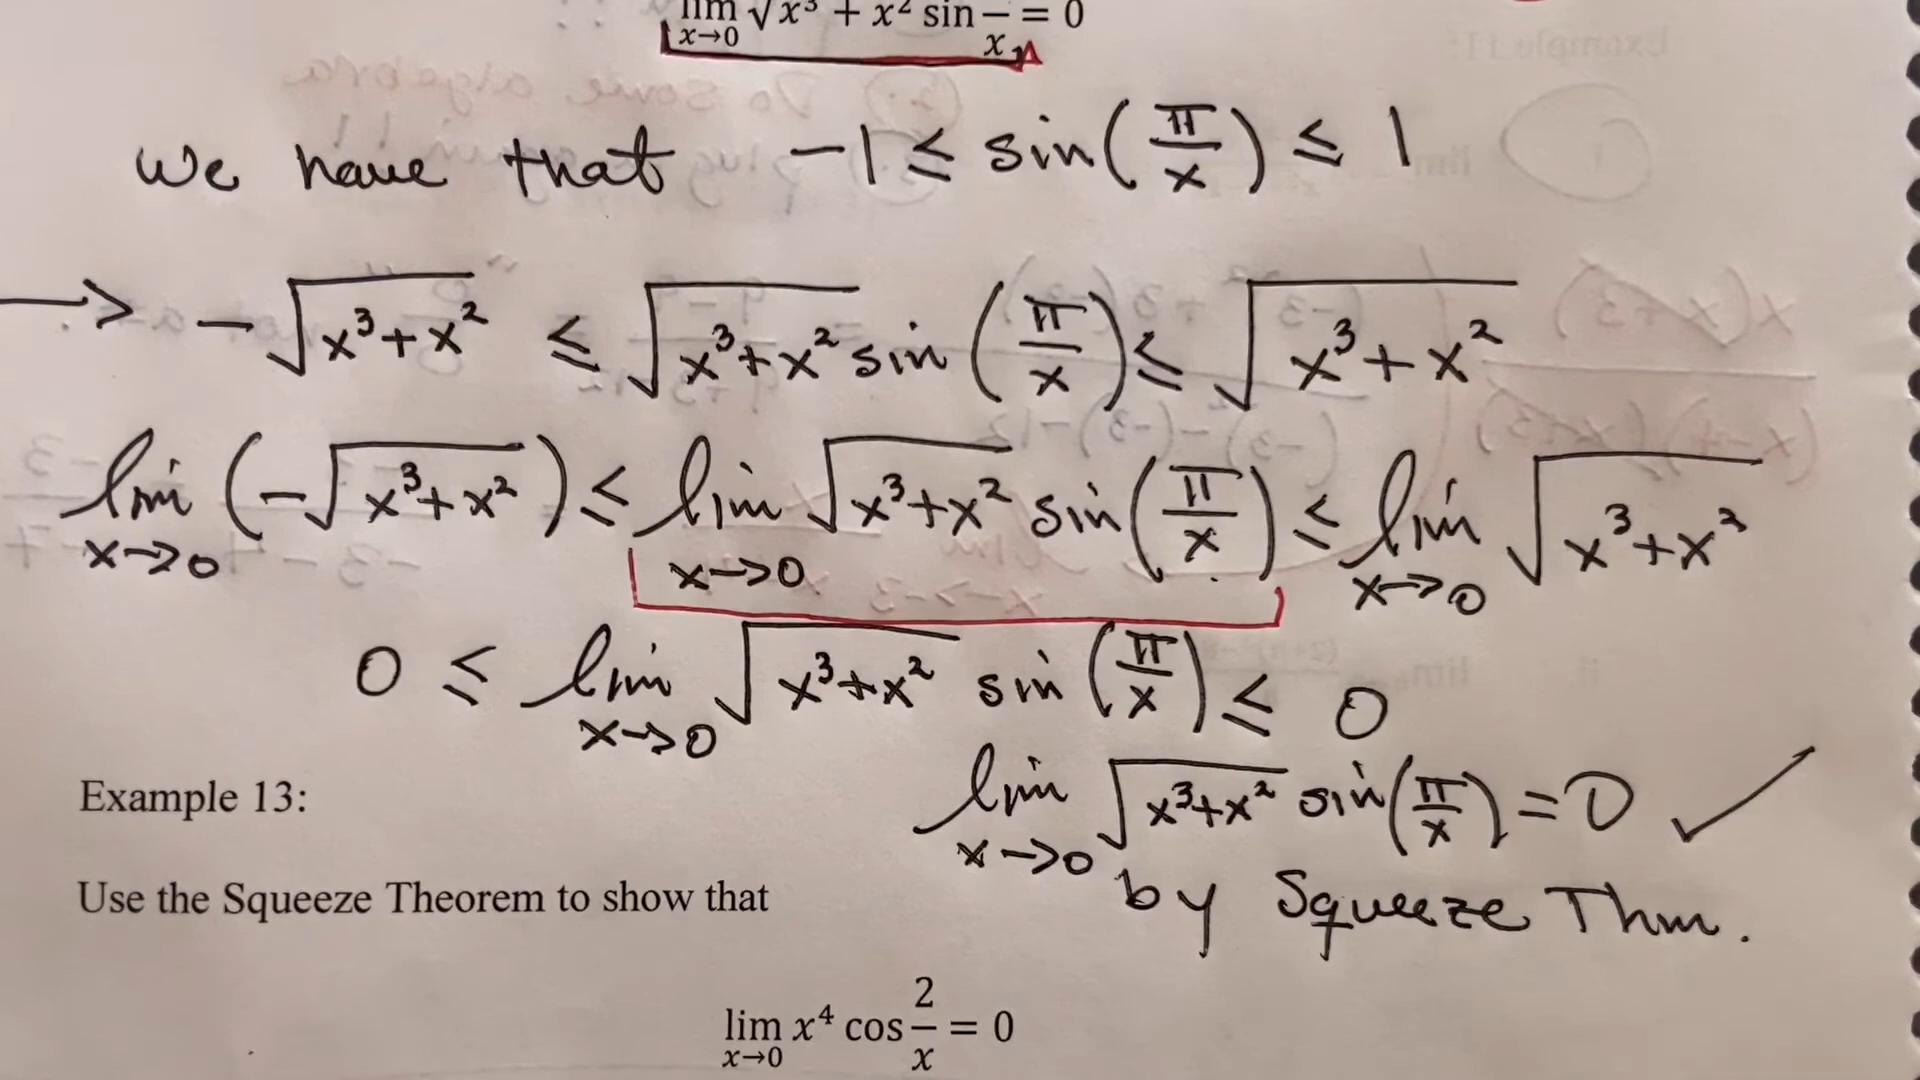 lim x→0 √x³ + x² sin — x = 0
We have that −1 ≤ sin(π/x) ≤ 1
→ −√(x³+x²) ≤ √(x³+x²) sin(π/x) ≤ √(x³+x²)
lim x→0 (−√(x³+x²)) ≤ lim x→0 √(x³+x²) sin(π/x) ≤ lim x→0 √(x³+x²)
0 ≤ lim x→0 √(x³+x²) sin(π/x) ≤ 0
lim x→0 √(x³+x²) sin(π/x) = 0 ✓
by Squeeze Thm.
Example 13:
Use the Squeeze Theorem to show that
lim x→0 x⁴ cos 2/x = 0